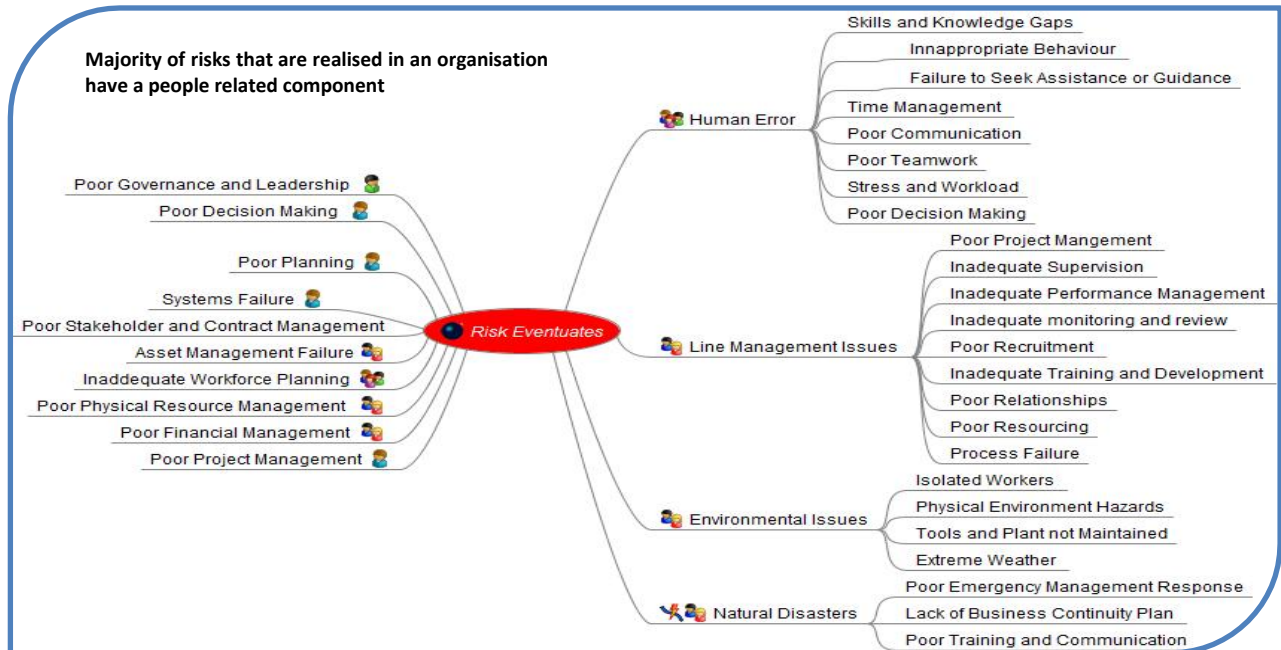 Majority of risks that are realised in an organisation
have a people related component
Poor Governance and Leadership
Poor Decision Making
Poor Planning
Systems Failure
Poor Stakeholder and Contract Management
Asset Management Failure
Inaddequate Workforce Planning
Poor Physical Resource Management
Poor Financial Management
Poor Project Management
Risk Eventuates
Human Error
Skills and Knowledge Gaps
Innappropriate Behaviour
Failure to Seek Assistance or Guidance
Time Management
Poor Communication
Poor Teamwork
Stress and Workload
Poor Decision Making
Line Management Issues
Poor Project Mangement
Inadequate Supervision
Inadequate Performance Management
Inadequate monitoring and review
Poor Recruitment
Inadequate Training and Development
Poor Relationships
Poor Resourcing
Process Failure
Environmental Issues
Isolated Workers
Physical Environment Hazards
Tools and Plant not Maintained
Extreme Weather
Natural Disasters
Poor Emergency Management Response
Lack of Business Continuity Plan
Poor Training and Communication